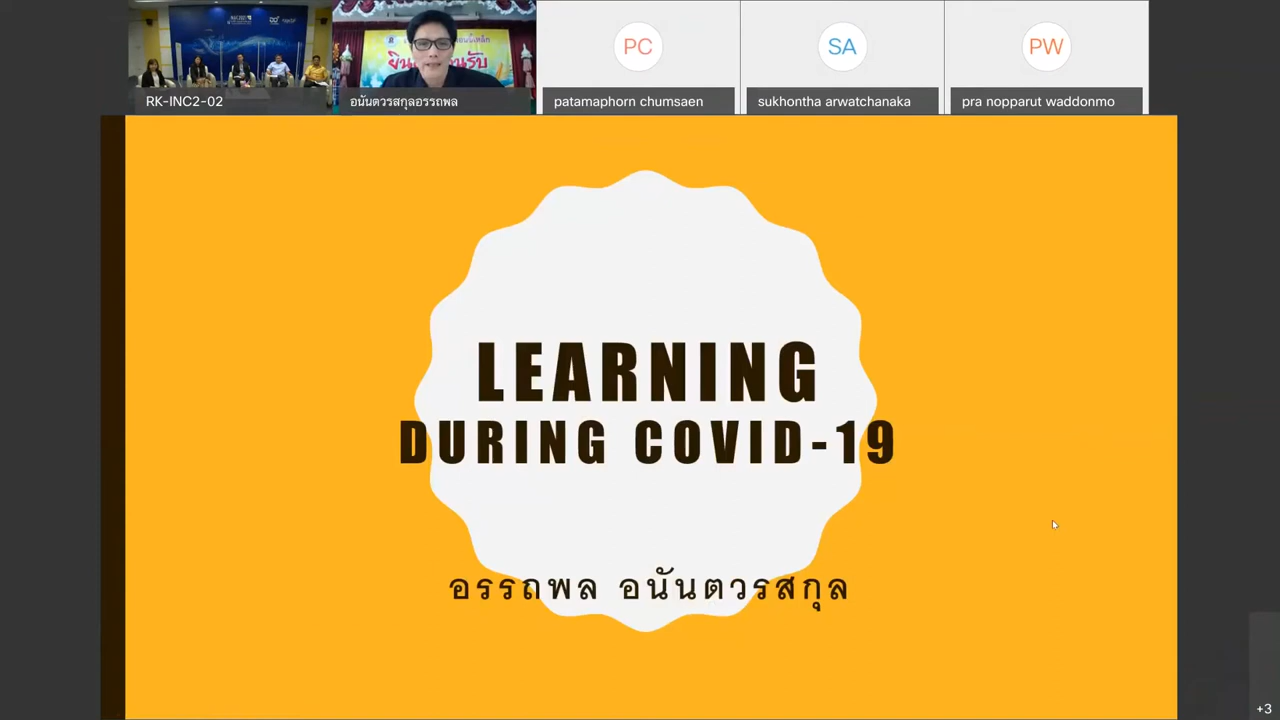 RK-INC2-02
อนันตวรสกุลอรรถพล
PC
patamaphorn chumsaen
SA
sukhontha arwatchanaka
PW
pra nopparut waddonmo
LEARNING
DURING COVID-19
อรรถพล อนันตวรสกุล
+3